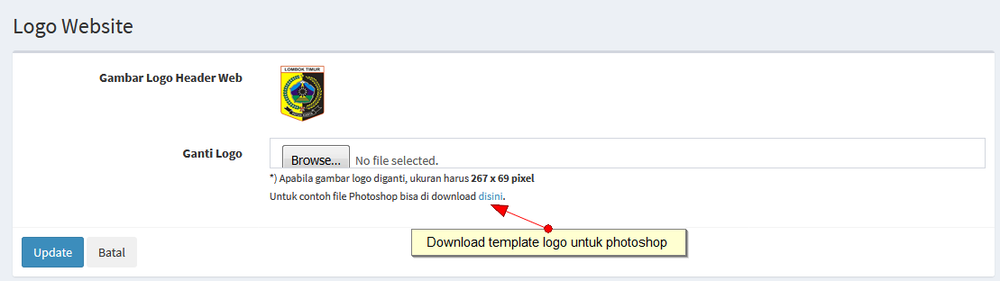 Logo Website
Gambar Logo Header Web
LOMBOK TIMUR
Ganti Logo
Browse... No file selected.
*) Apabila gambar logo diganti, ukuran harus 267 x 69 pixel
Untuk contoh file Photoshop bisa di download disini.
Download template logo untuk photoshop
Update Batal